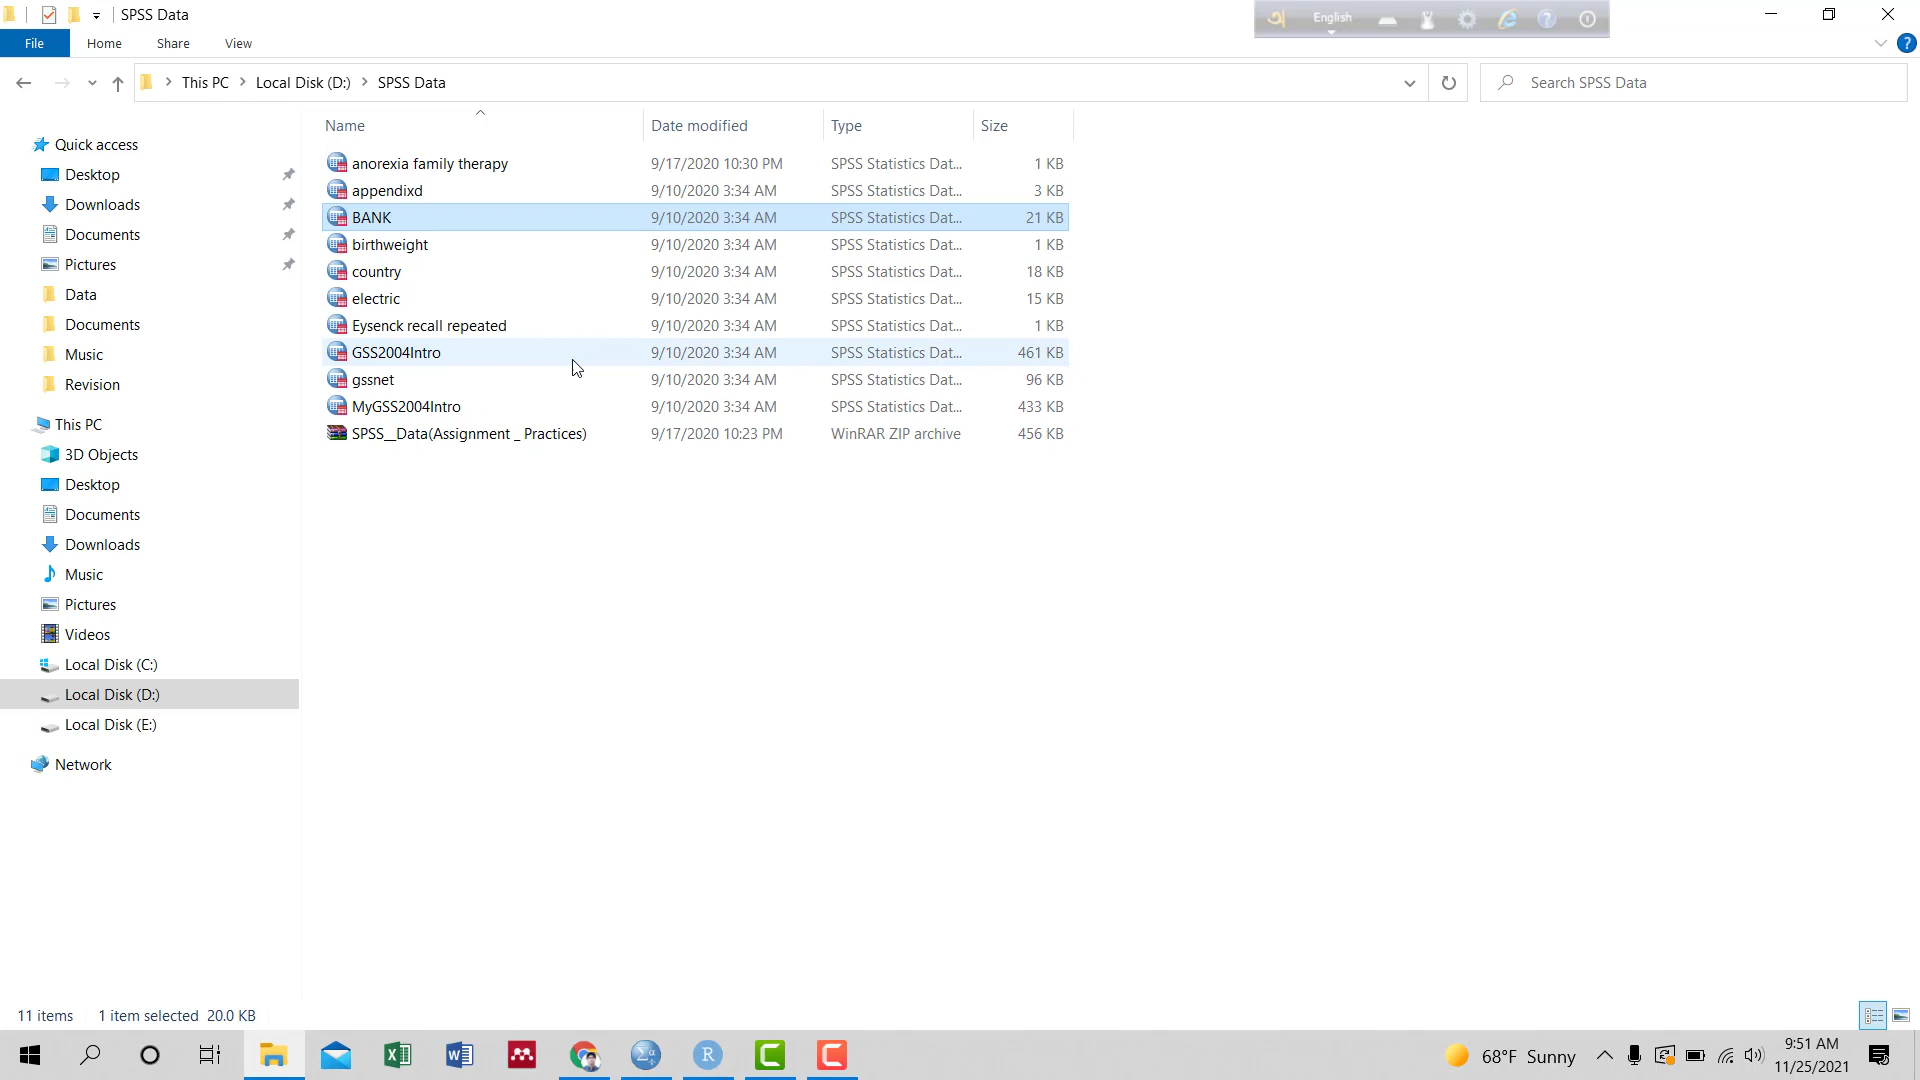 SPSS Data
English
File Home Share View
This PC Local Disk (D:) SPSS Data
Search SPSS Data
Name Date modified Type Size
Quick access
Desktop
Downloads
Documents
Pictures
Data
Documents
Music
Revision
This PC
3D Objects
Desktop
Documents
Downloads
Music
Pictures
Videos
Local Disk (C:)
Local Disk (D:)
Local Disk (E:)
Network
anorexia family therapy 9/17/2020 10:30 PM SPSS Statistics Dat... 1 KB
appendixd 9/10/2020 3:34 AM SPSS Statistics Dat... 3 KB
BANK 9/10/2020 3:34 AM SPSS Statistics Dat... 21 KB
birthweight 9/10/2020 3:34 AM SPSS Statistics Dat... 1 KB
country 9/10/2020 3:34 AM SPSS Statistics Dat... 18 KB
electric 9/10/2020 3:34 AM SPSS Statistics Dat... 15 KB
Eysenck recall repeated 9/10/2020 3:34 AM SPSS Statistics Dat... 1 KB
GSS2004Intro 9/10/2020 3:34 AM SPSS Statistics Dat... 461 KB
gssnet 9/10/2020 3:34 AM SPSS Statistics Dat... 96 KB
MyGSS2004Intro 9/10/2020 3:34 AM SPSS Statistics Dat... 433 KB
SPSS__Data(Assignment _ Practices) 9/17/2020 10:23 PM WinRAR ZIP archive 456 KB
11 items 1 item selected 20.0 KB
68°F Sunny
9:51 AM
11/25/2021